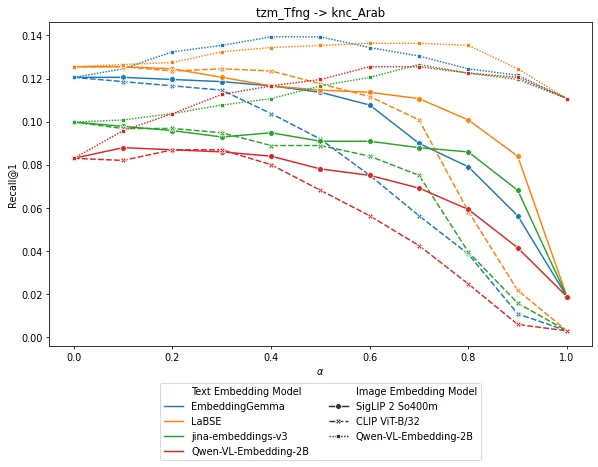 tzm_Tfng -> knc_Arab
0.14
0.12
0.10
0.08
0.06
0.04
0.02
0.00
Recall@1
0.0 0.2 0.4 0.6 0.8 1.0
α
Text Embedding Model Image Embedding Model
EmbeddingGemma SigLIP 2 So400m
LaBSE CLIP ViT-B/32
jina-embeddings-v3 Qwen-VL-Embedding-2B
Qwen-VL-Embedding-2B